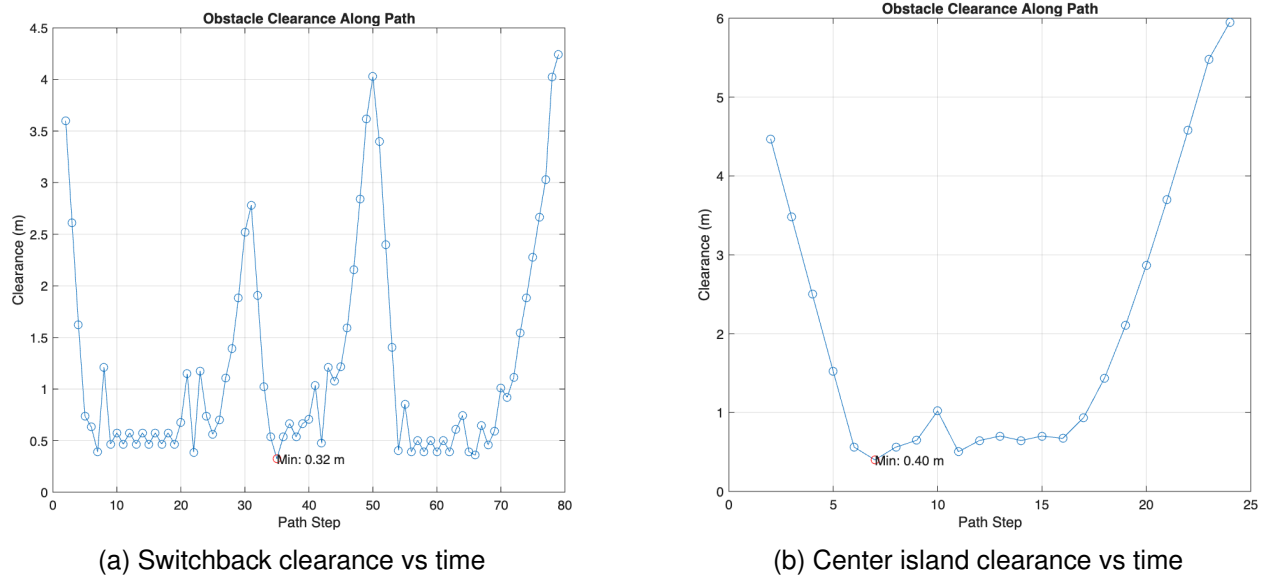 Obstacle Clearance Along Path
4.5
4
3.5
3
2.5
2
1.5
1
0.5
0
Clearance (m)
Min: 0.32 m
0 10 20 30 40 50 60 70 80
Path Step
(a) Switchback clearance vs time
Obstacle Clearance Along Path
6
5
4
3
2
1
0
Clearance (m)
Min: 0.40 m
0 5 10 15 20 25
Path Step
(b) Center island clearance vs time